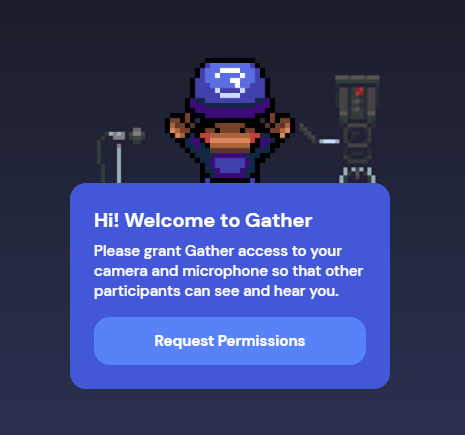 Hi! Welcome to Gather
Please grant Gather access to your
camera and microphone so that other
participants can see and hear you.
Request Permissions